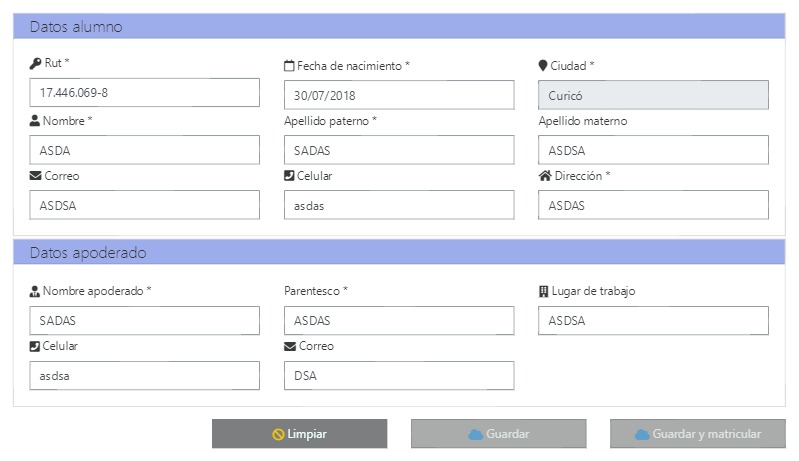 Datos alumno
Rut *
Fecha de nacimiento *
Ciudad *
17.446.069-8
30/07/2018
Curicó
Nombre *
Apellido paterno *
Apellido materno
ASDA
SADAS
ASDSA
Correo
Celular
Dirección *
ASDSA
asdas
ASDAS
Datos apoderado
Nombre apoderado *
Parentesco *
Lugar de trabajo
SADAS
ASDAS
ASDSA
Celular
Correo
asdsa
DSA
Limpiar
Guardar
Guardar y matricular